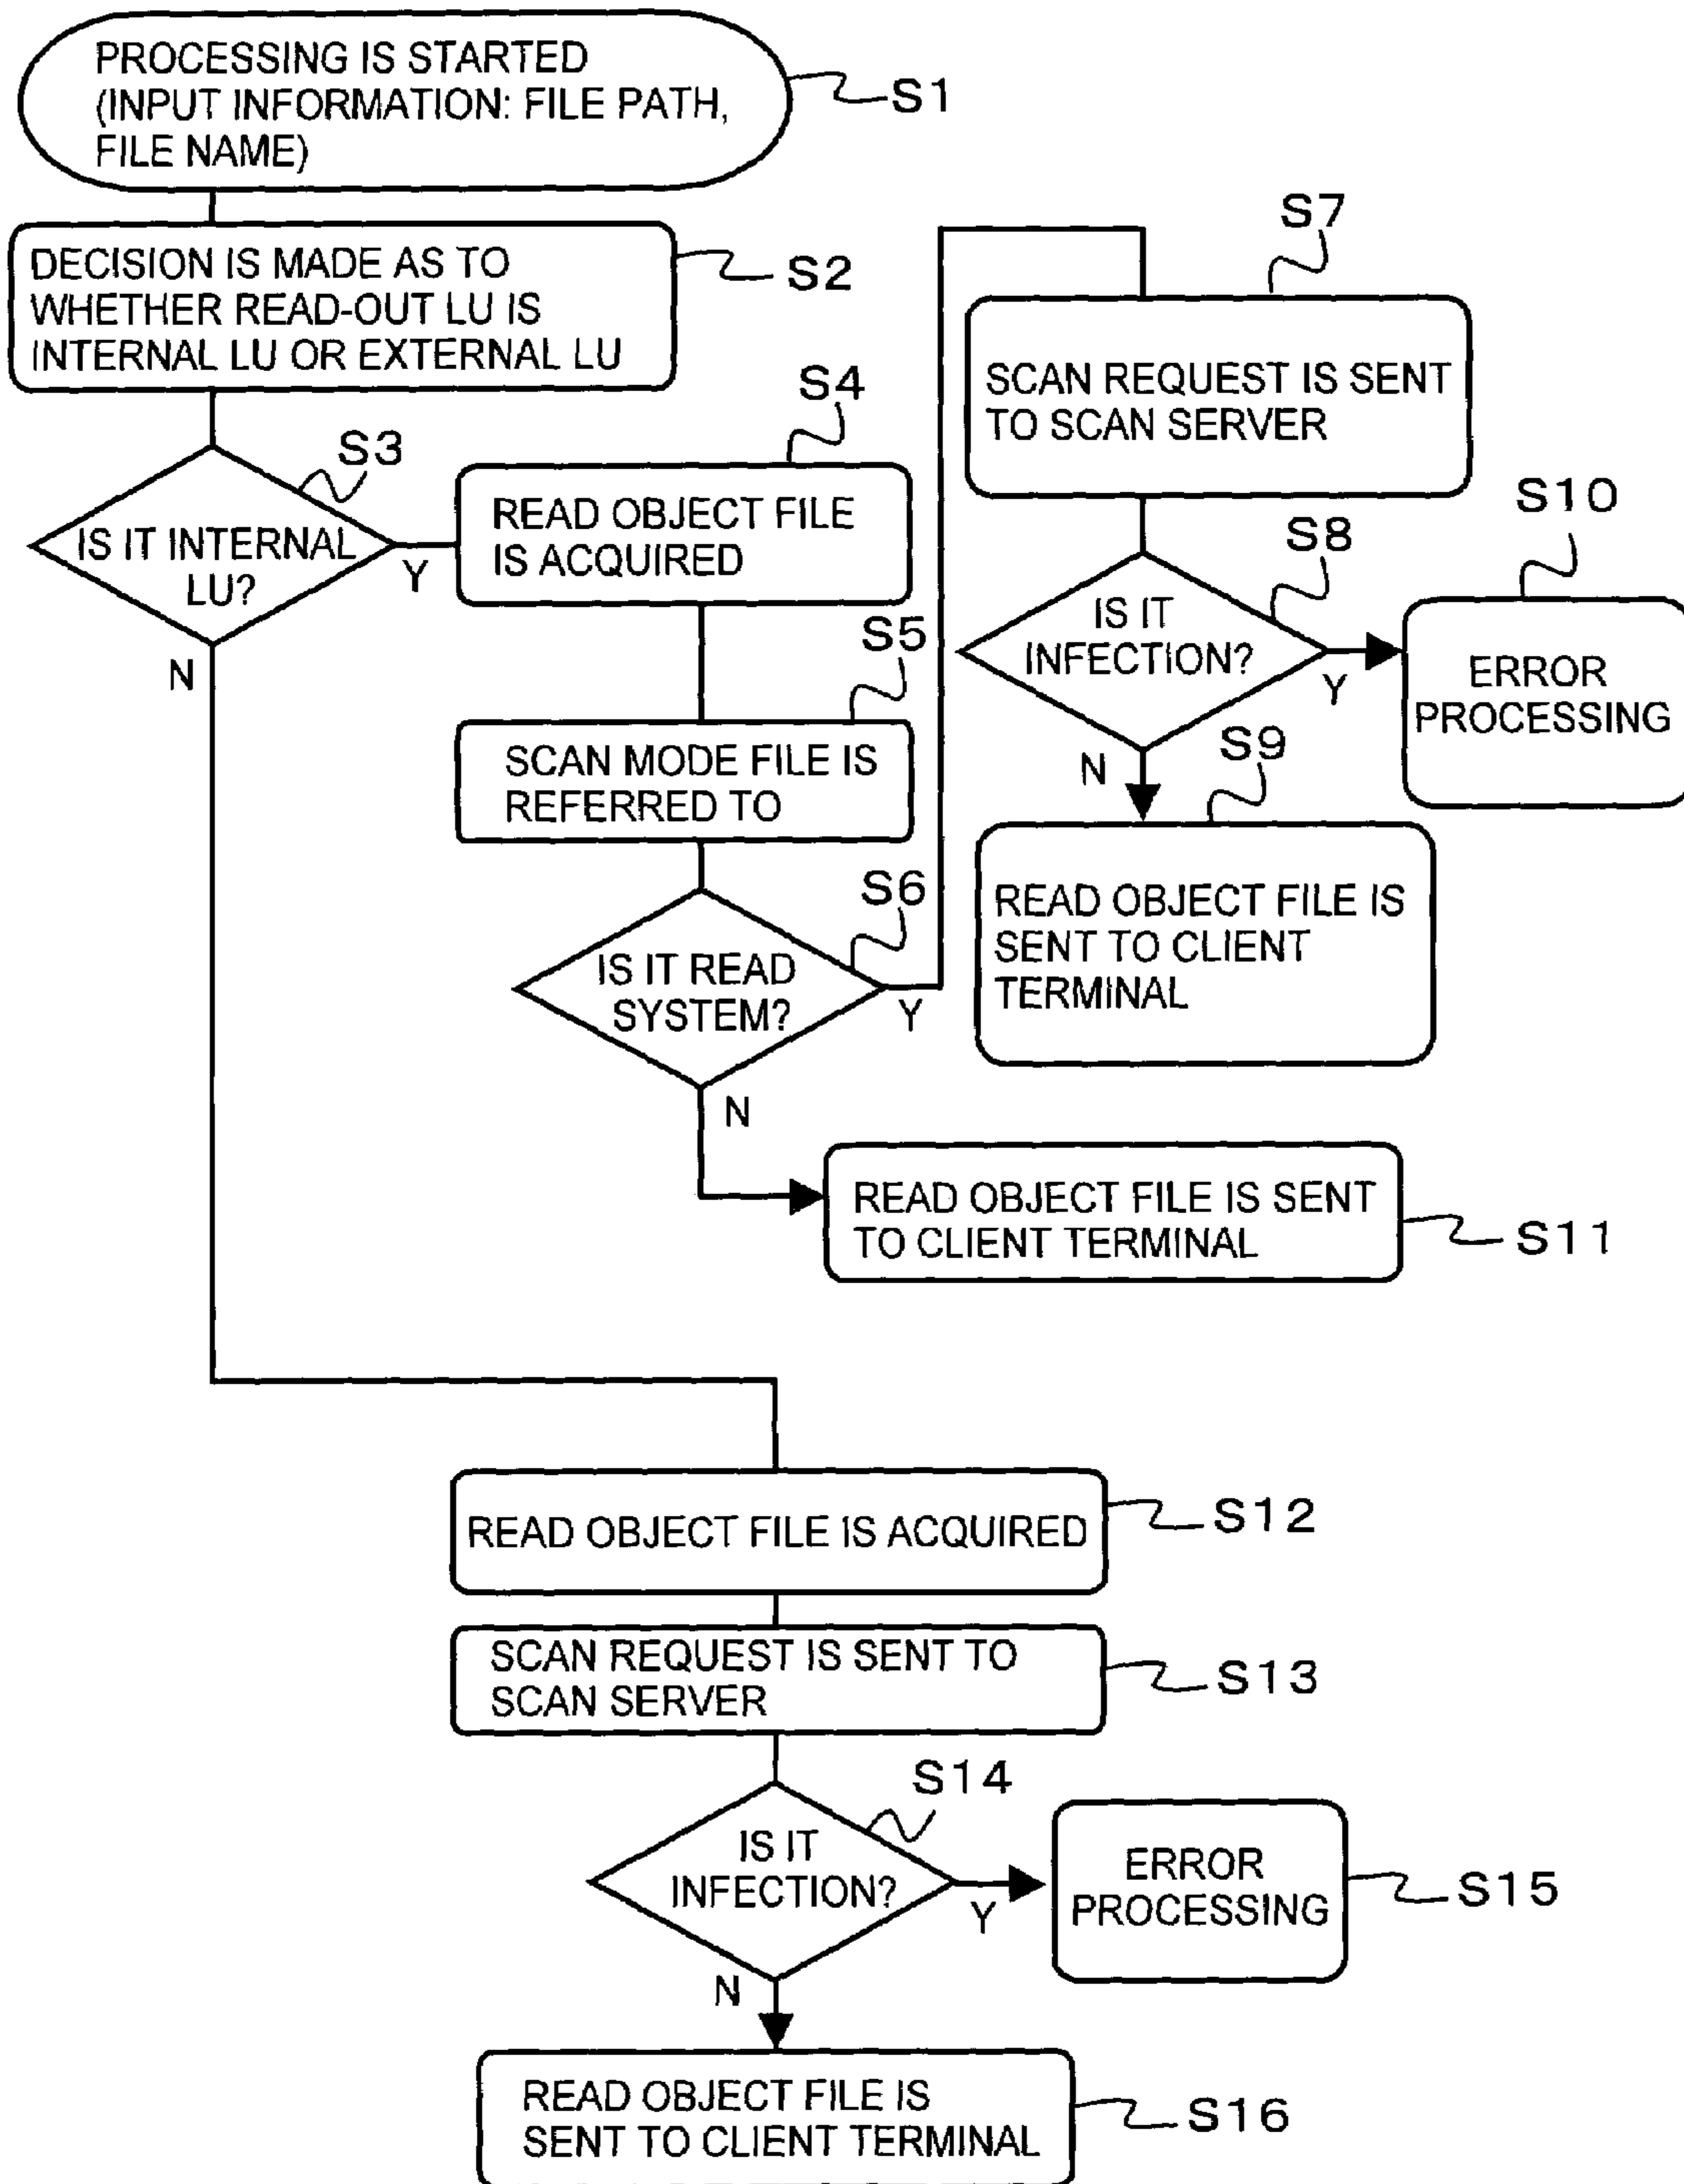 PROCESSING IS STARTED
(INPUT INFORMATION: FILE PATH,
FILE NAME)
S1
DECISION IS MADE AS TO
WHETHER READ-OUT LU IS
INTERNAL LU OR EXTERNAL LU
S2
S3
IS IT INTERNAL
LU?
Y
N
S4
READ OBJECT FILE
IS ACQUIRED
S5
SCAN MODE FILE IS
REFERRED TO
S6
IS IT READ
SYSTEM?
Y
N
S7
SCAN REQUEST IS SENT
TO SCAN SERVER
S8
IS IT
INFECTION?
Y
N
S9
READ OBJECT FILE IS
SENT TO CLIENT
TERMINAL
S10
ERROR
PROCESSING
READ OBJECT FILE IS SENT
TO CLIENT TERMINAL
S11
READ OBJECT FILE IS ACQUIRED
S12
SCAN REQUEST IS SENT TO
SCAN SERVER
S13
S14
IS IT
INFECTION?
Y
N
ERROR
PROCESSING
S15
READ OBJECT FILE IS
SENT TO CLIENT TERMINAL
S16